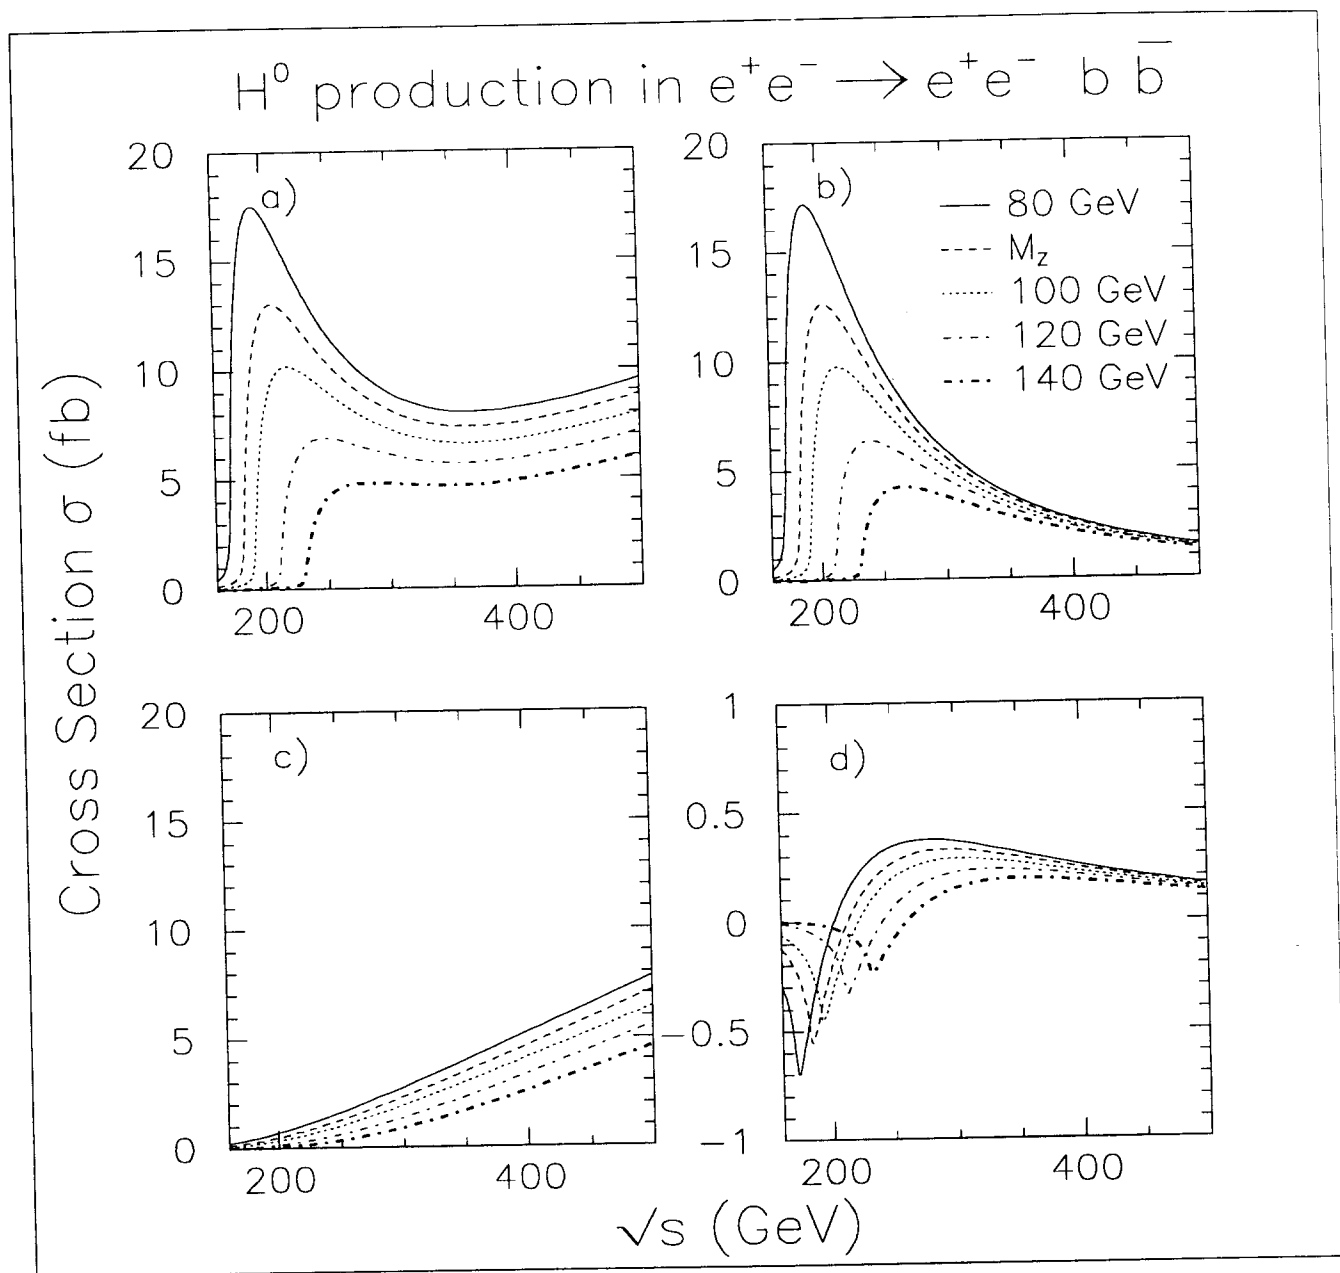 H⁰ production in e⁺e⁻ → e⁺e⁻ b b̅
Cross Section σ (fb)
20
15
10
5
0
a)
200
400
20
15
10
5
0
b)
80 GeV
M_z
100 GeV
120 GeV
140 GeV
200
400
20
15
10
5
0
c)
200
400
1
0.5
0
−0.5
−1
d)
200
400
√s (GeV)